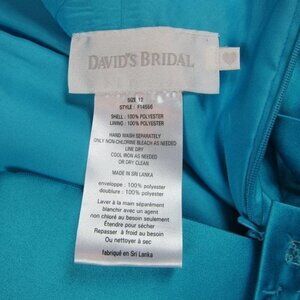 DAVID'S BRIDAL
SIZE: 12
STYLE : F14566
SHELL : 100% POLYESTER
LINING : 100% POLYESTER
HAND WASH SEPARATELY
ONLY NON-CHLORINE BLEACH AS NEEDED
LINE DRY
COOL IRON AS NEEDED
OR DRY CLEAN
MADE IN SRI LANKA
enveloppe : 100% polyester
doublure : 100% polyester
Laver à la main séparément
blanchir avec un agent
non chloré au besoin seulement
Étendre pour sécher
Repasser à froid au besoin
Ou nettoyer à sec
fabriqué en Sri Lanka